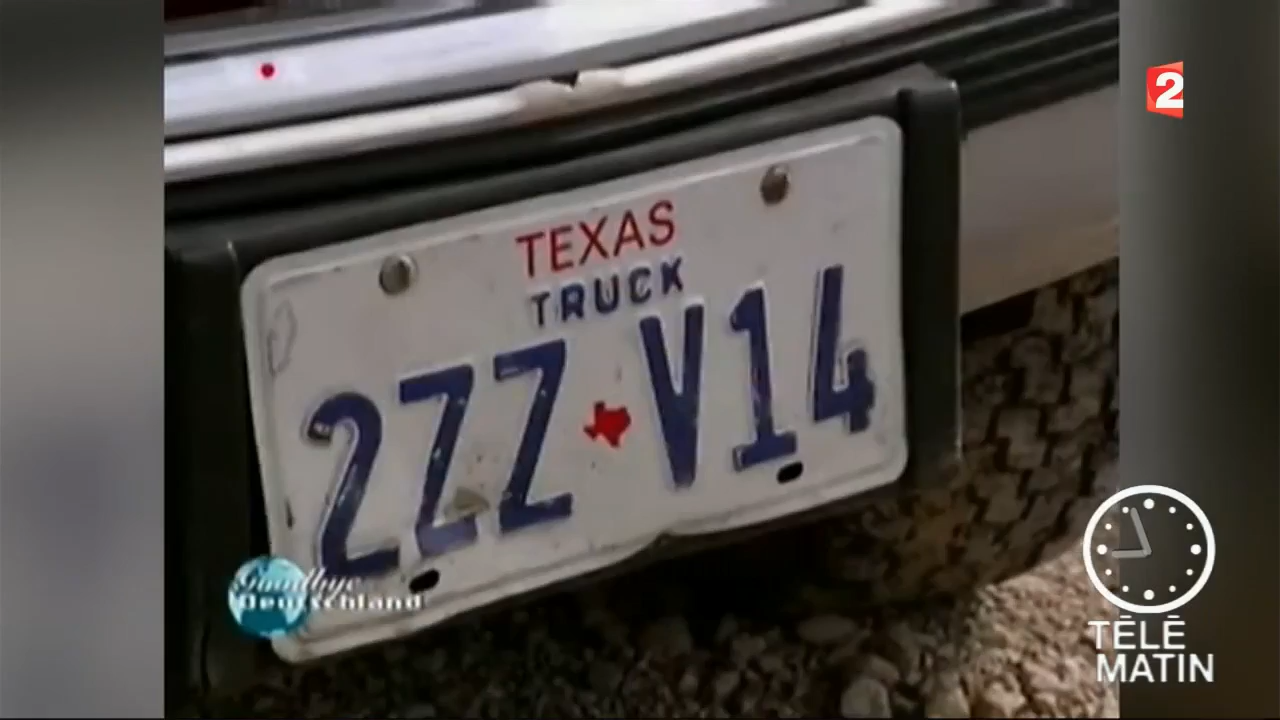 2
TEXAS
TRUCK
2ZZ V14
Goodbye
Deutschland
TÉLÉ
MATIN